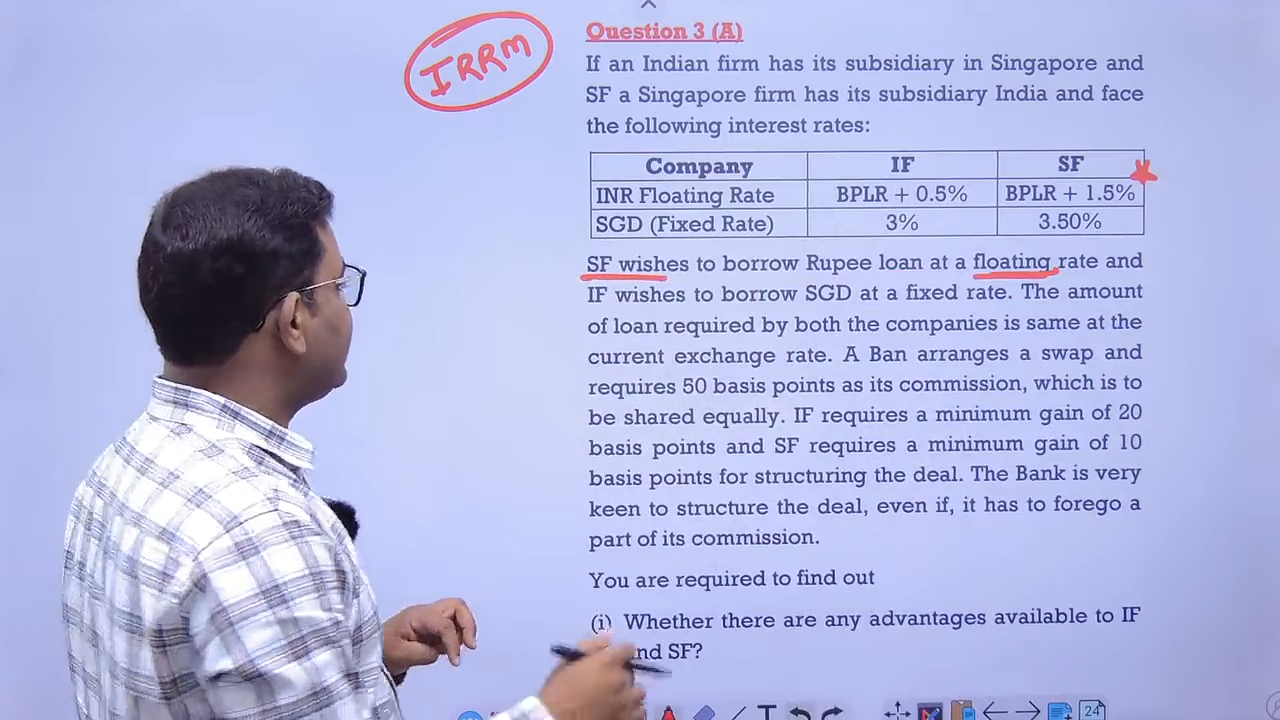 IRRM
Question 3 (A)
If an Indian firm has its subsidiary in Singapore and
SF a Singapore firm has its subsidiary India and face
the following interest rates:
Company IF SF
INR Floating Rate BPLR + 0.5% BPLR + 1.5%
SGD (Fixed Rate) 3% 3.50%
SF wishes to borrow Rupee loan at a floating rate and
IF wishes to borrow SGD at a fixed rate. The amount
of loan required by both the companies is same at the
current exchange rate. A Ban arranges a swap and
requires 50 basis points as its commission, which is to
be shared equally. IF requires a minimum gain of 20
basis points and SF requires a minimum gain of 10
basis points for structuring the deal. The Bank is very
keen to structure the deal, even if, it has to forego a
part of its commission.
You are required to find out
(i) Whether there are any advantages available to IF
SF?
24